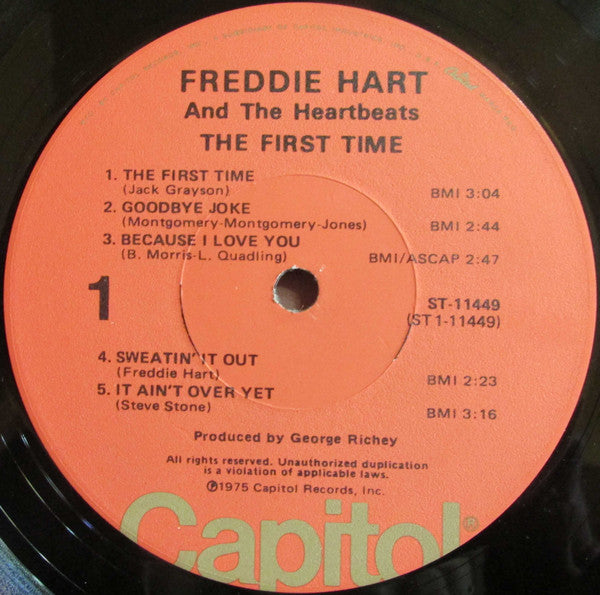 FREDDIE HART
And The Heartbeats
THE FIRST TIME
1. THE FIRST TIME
(Jack Grayson) BMI 3:04
2. GOODBYE JOKE
(Montgomery-Montgomery-Jones) BMI 2:44
3. BECAUSE I LOVE YOU
(B. Morris-L. Quadling) BMI/ASCAP 2:47
1
ST-11449
(ST1-11449)
4. SWEATIN' IT OUT
(Freddie Hart) BMI 2:23
5. IT AIN'T OVER YET
(Steve Stone) BMI 3:16
Produced by George Richey
All rights reserved. Unauthorized duplication
is a violation of applicable laws.
℗1975 Capitol Records, Inc.
Capitol®